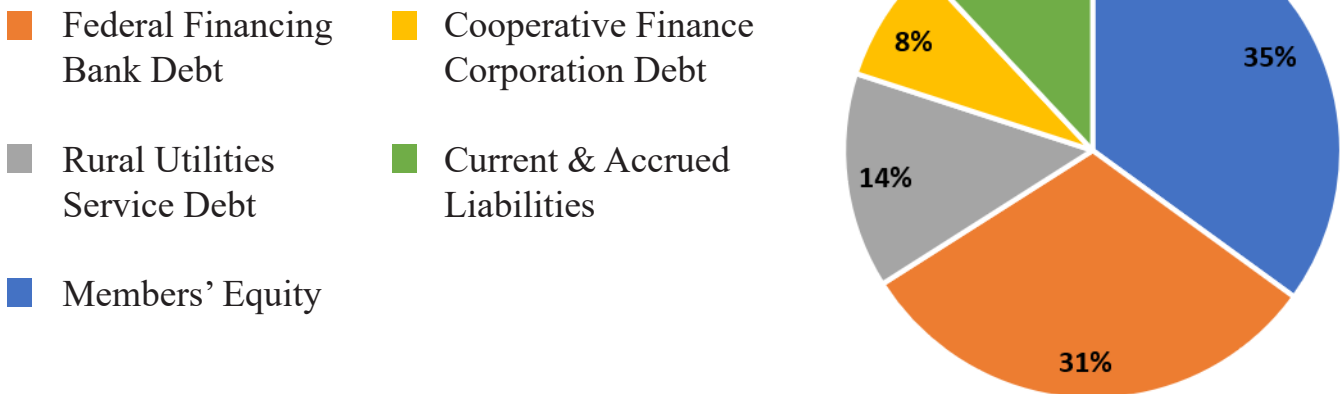 Federal Financing
Bank Debt
Cooperative Finance
Corporation Debt
Rural Utilities
Service Debt
Current & Accrued
Liabilities
Members’ Equity
8%
35%
14%
31%